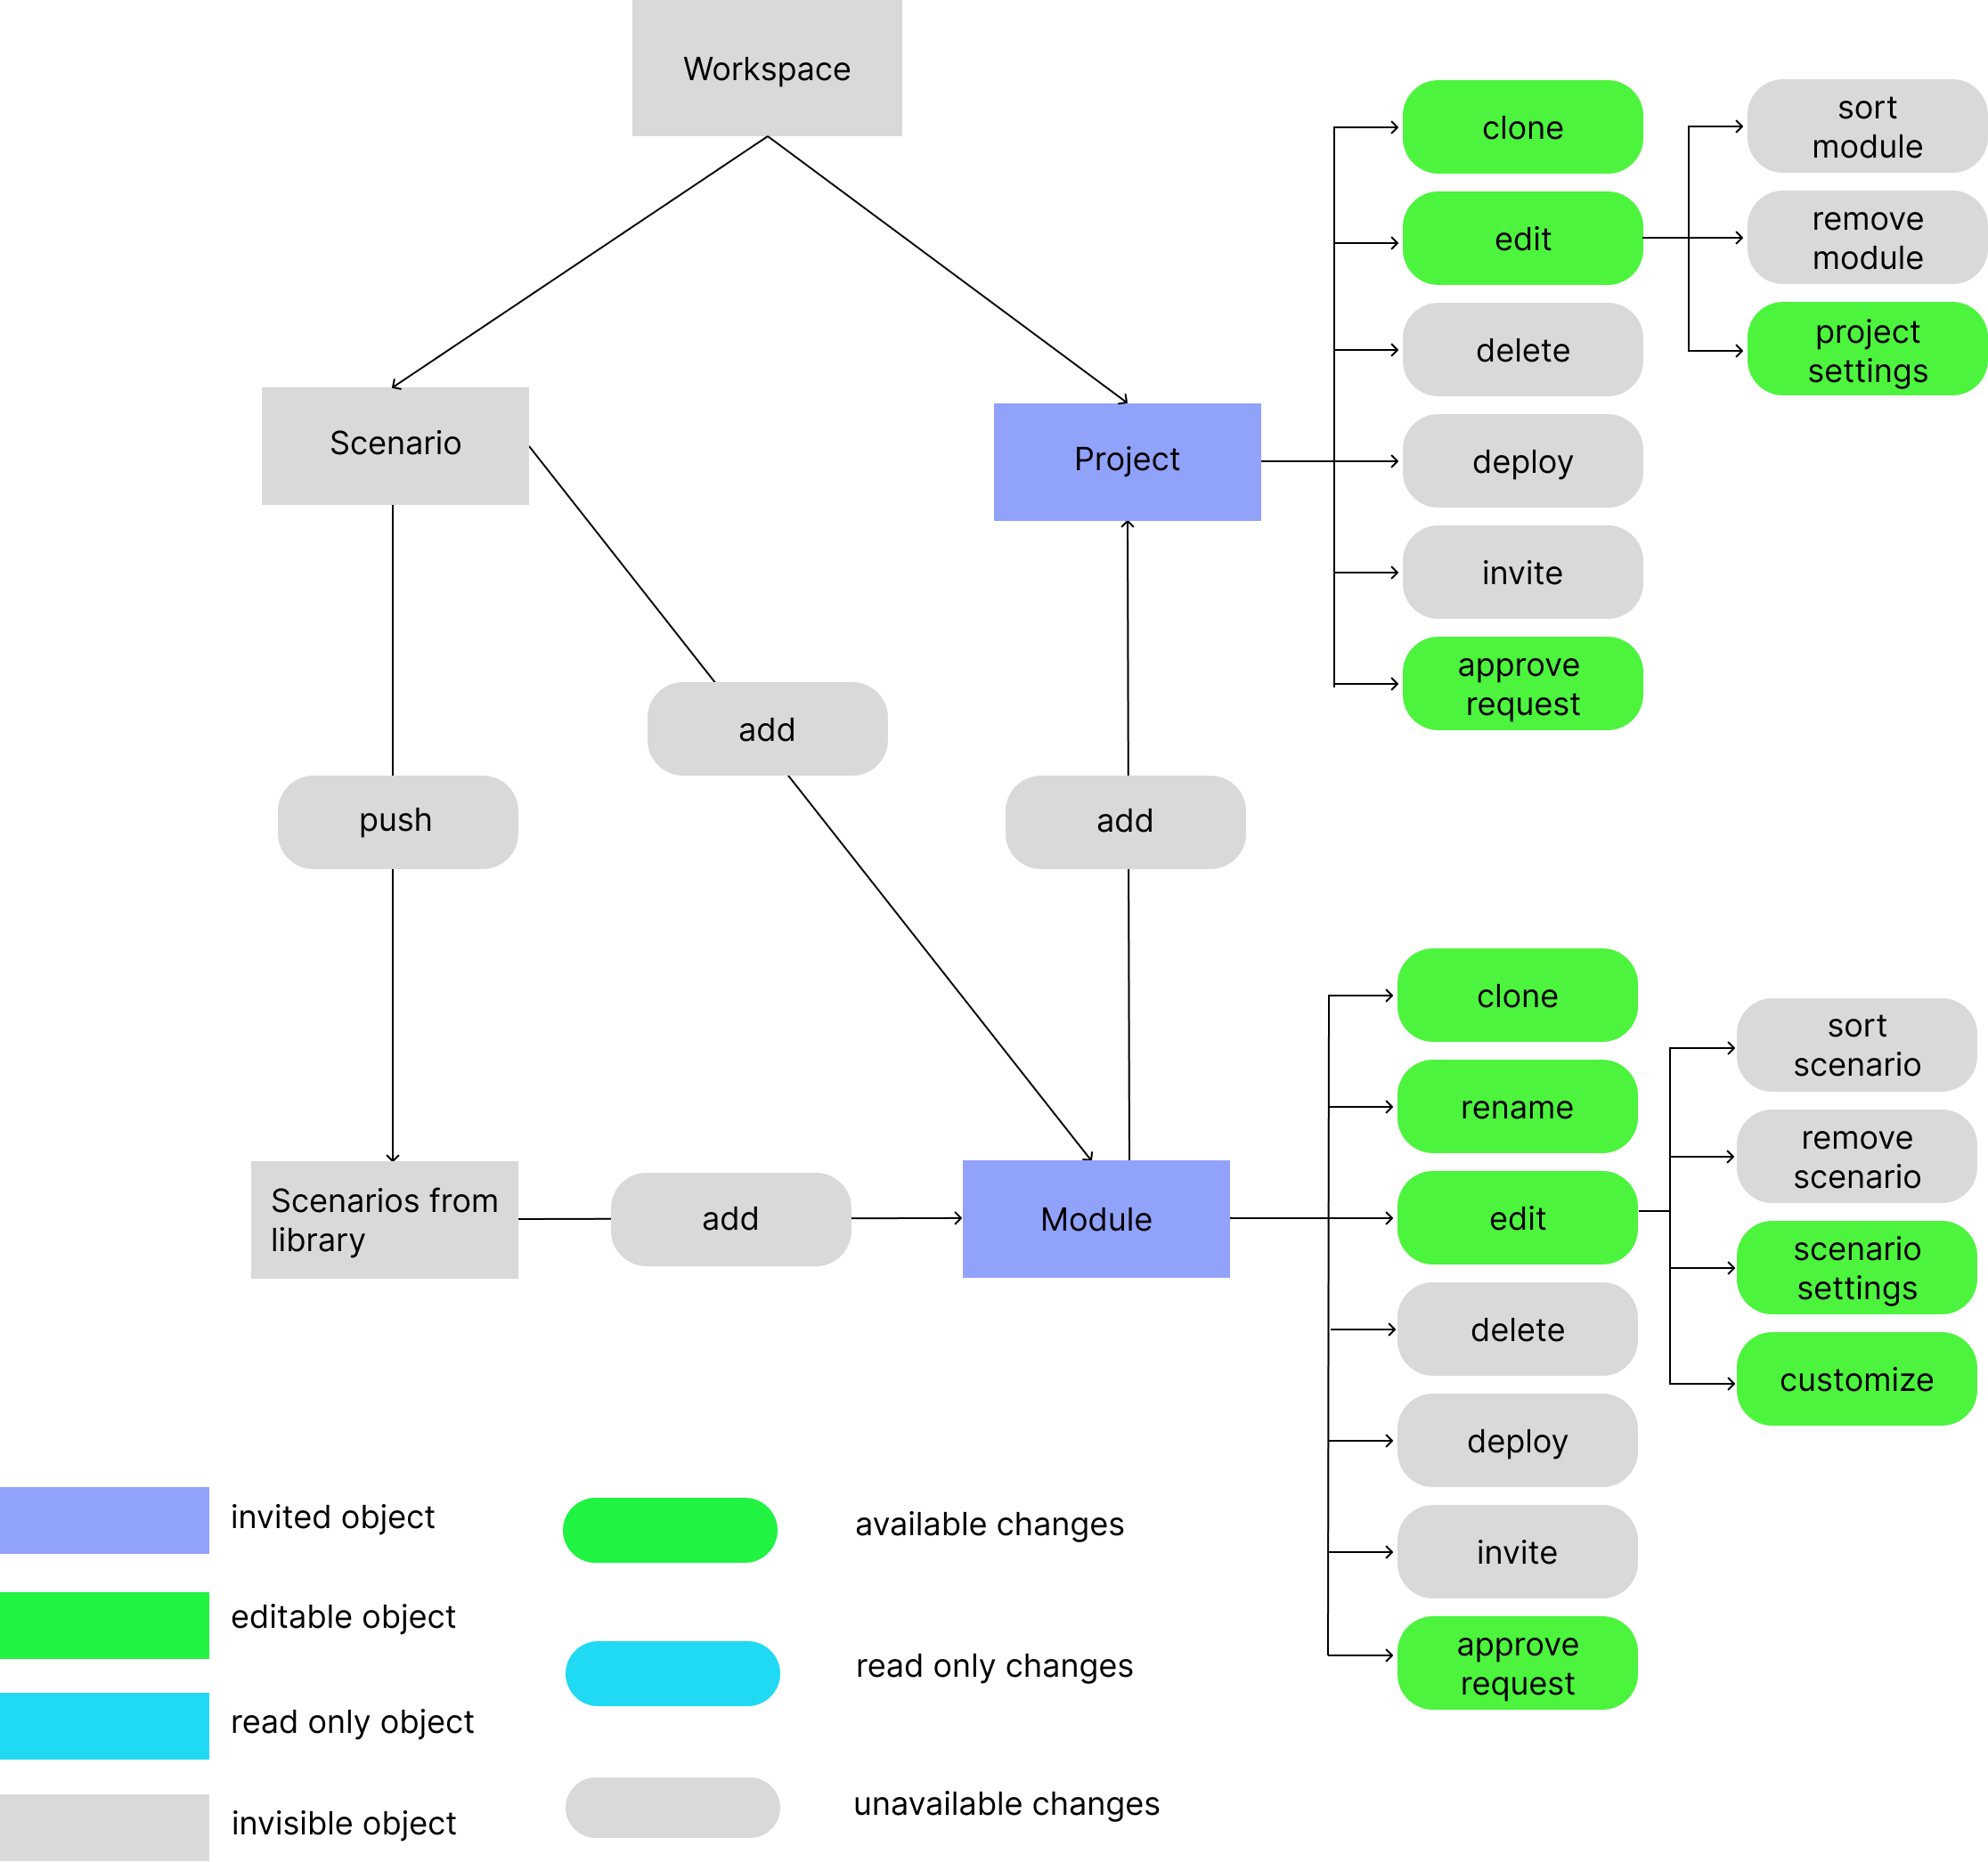 Workspace
Scenario
Project
clone
edit
delete
deploy
invite
approve
request
sort
module
remove
module
project
settings
add
push
add
Scenarios from
library
add
Module
clone
rename
edit
delete
deploy
invite
approve
request
sort
scenario
remove
scenario
scenario
settings
customize
invited object
editable object
read only object
invisible object
available changes
read only changes
unavailable changes